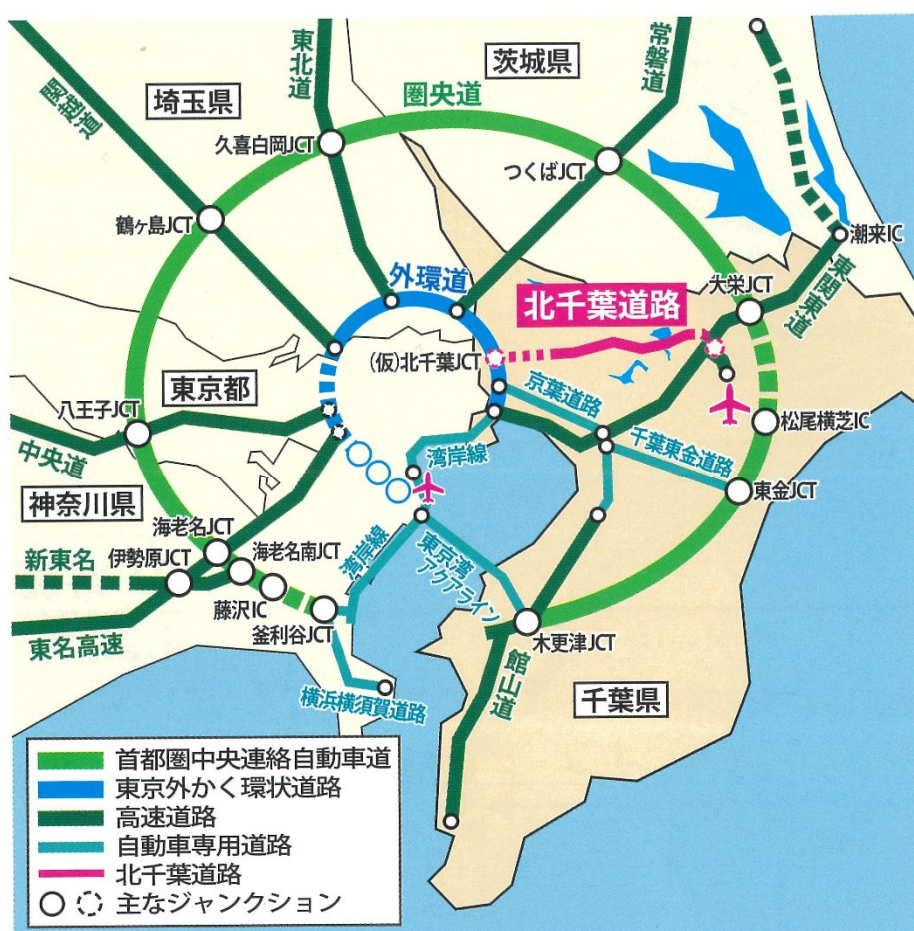 東北道
茨城県
常磐道
埼玉県
関越道
圏央道
久喜白岡JCT
つくばJCT
鶴ヶ島JCT
潮来IC
外環道
大栄JCT
東関東道
北千葉道路
(仮)北千葉JCT
東京都
京葉道路
八王子JCT
松尾横芝IC
中央道
湾岸線
千葉東金道路
神奈川県
東金JCT
海老名JCT
新東名
伊勢原JCT
海老名南JCT
湾岸線
東京湾
アクアライン
藤沢IC
釜利谷JCT
東名高速
木更津JCT
館山道
横浜横須賀道路
千葉県
首都圏中央連絡自動車道
東京外かく環状道路
高速道路
自動車専用道路
北千葉道路
主なジャンクション